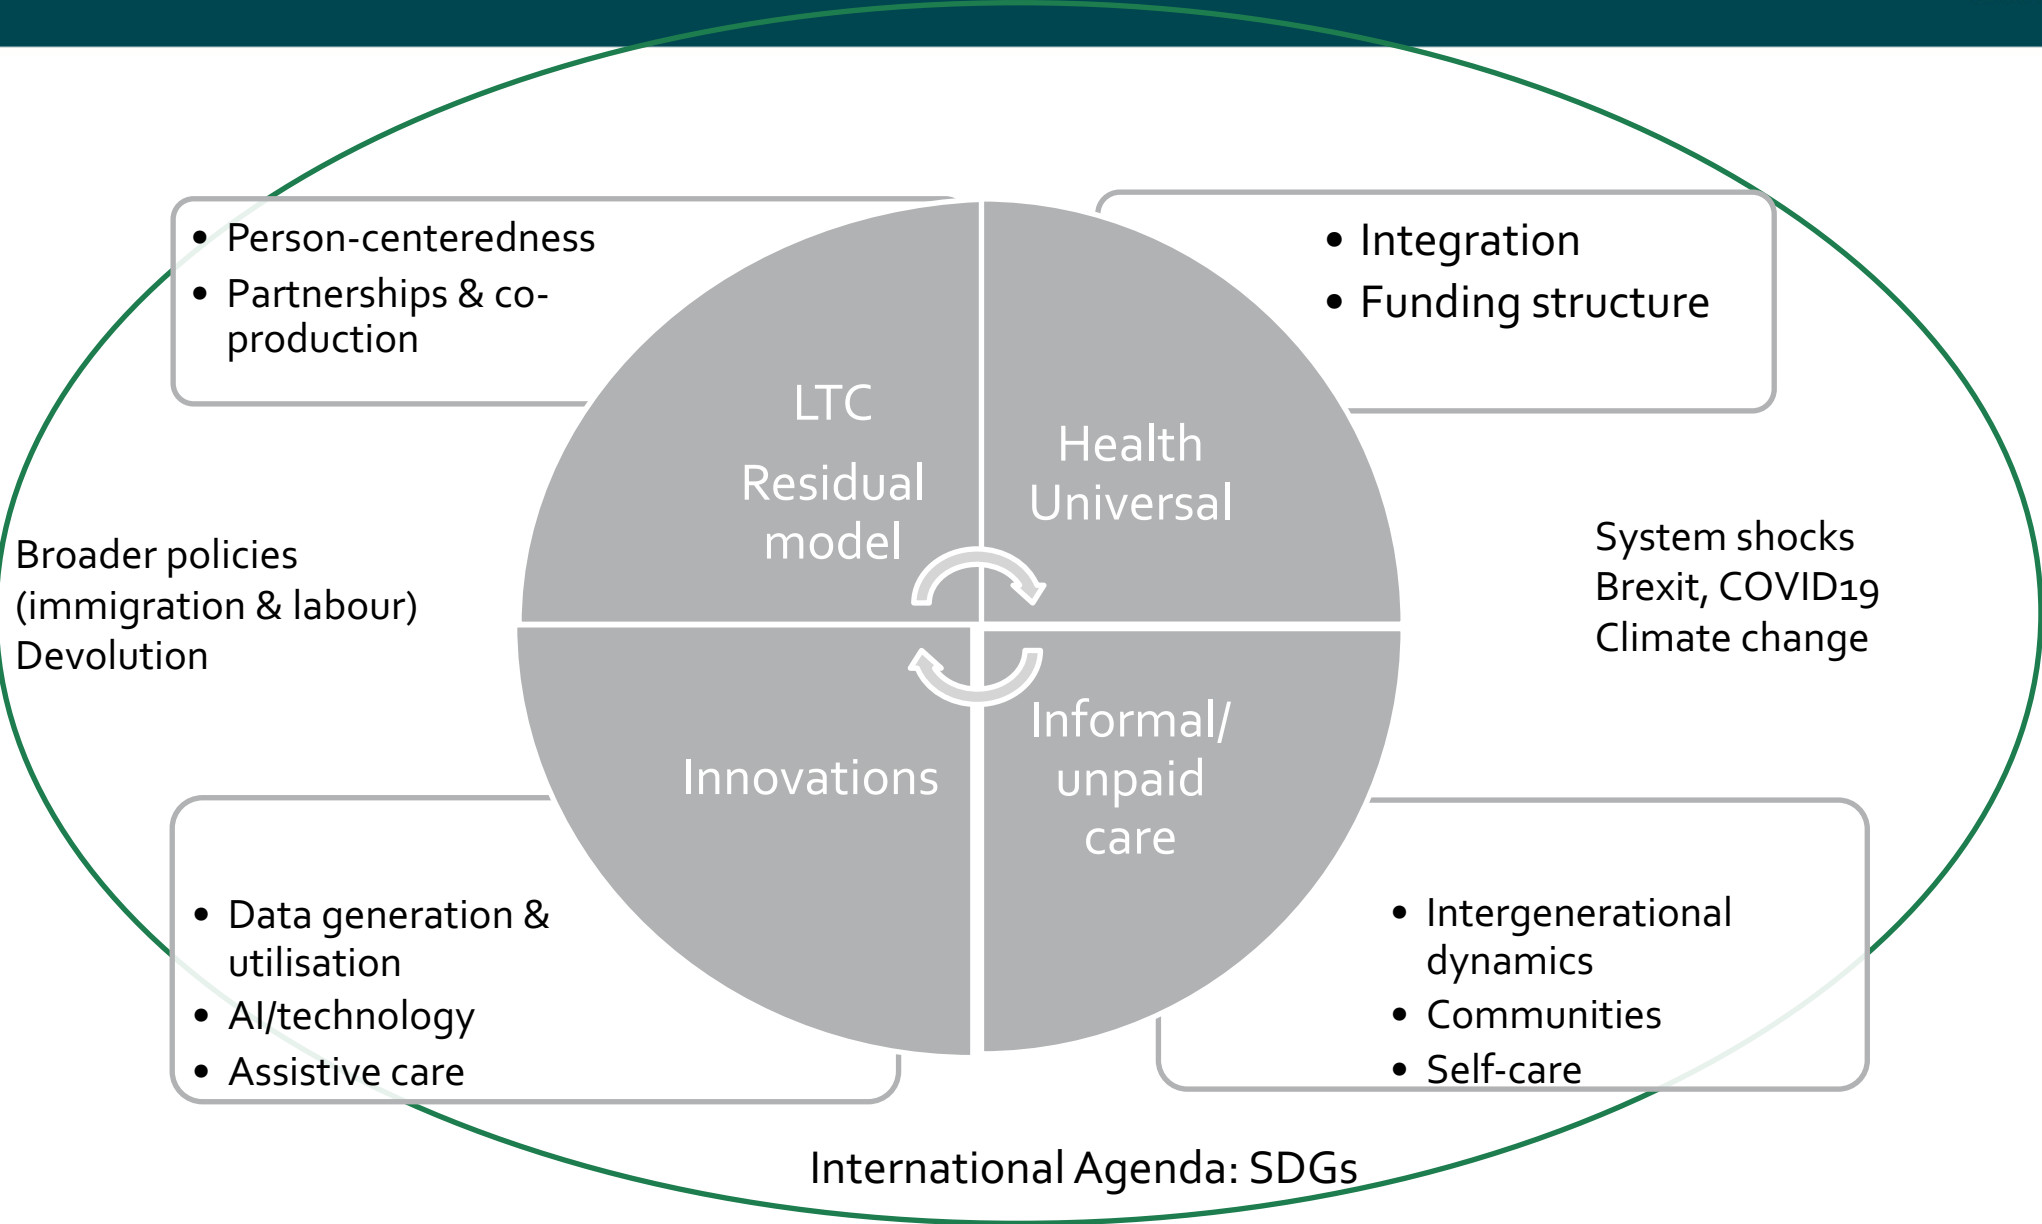 • Person-centeredness
• Partnerships & co-
production
• Integration
• Funding structure
LTC
Residual
model
Health
Universal
Broader policies
(immigration & labour)
Devolution
System shocks
Brexit, COVID19
Climate change
Innovations
Informal/
unpaid
care
• Data generation &
utilisation
• AI/technology
• Assistive care
• Intergenerational
dynamics
• Communities
• Self-care
International Agenda: SDGs